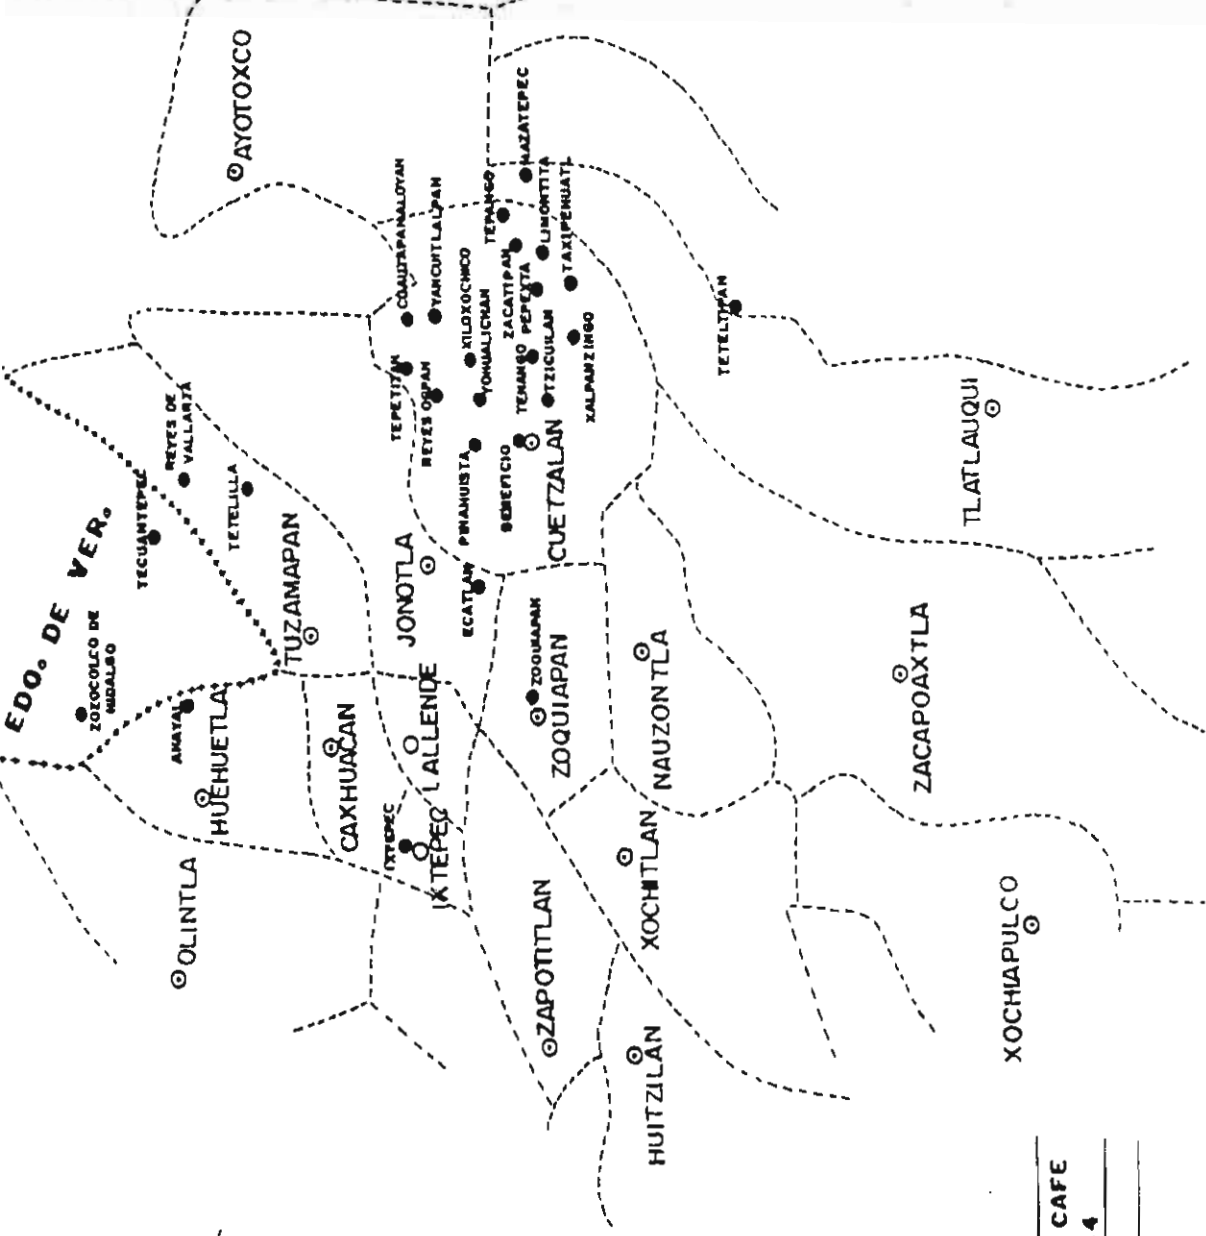 EDO. DE VER.
AYOTOXCO
COAUTAPANALOYAN
YANCUITLALPAN
TEPANGO
MAZATEPEC
LIMONTITA
TAXIPEHUATL
XILOXOCHICO
YOHUALICHAN
ZACATIPAN
PEPEXTA
TENANGO
TZICUILAN
XALPANZINGO
TETELTIPAN
TEPETITAN
REYES OGPAN
PINAHUISTA
BENEFICIO
CUETZALAN
TLATLAUQUI
REYES DE
VALLARTA
TECUANTEPEC
TETELILLA
TUZAMAPAN
JONOTLA
ECATLAN
ZOZOCOLCO DE
HIDALGO
ANAYAL
HUEHUETLA
CAXHUACAN
I. ALLENDE
ZOQUIAPAN
ZOQUIAPAN
NAUZONTLA
ZACAPOAXTLA
IXTEPEC
IXTEPEC
OLINTLA
ZAPOTITLAN
XOCHITLAN
HUITZILAN
XOCHIAPULCO
CAFE
4